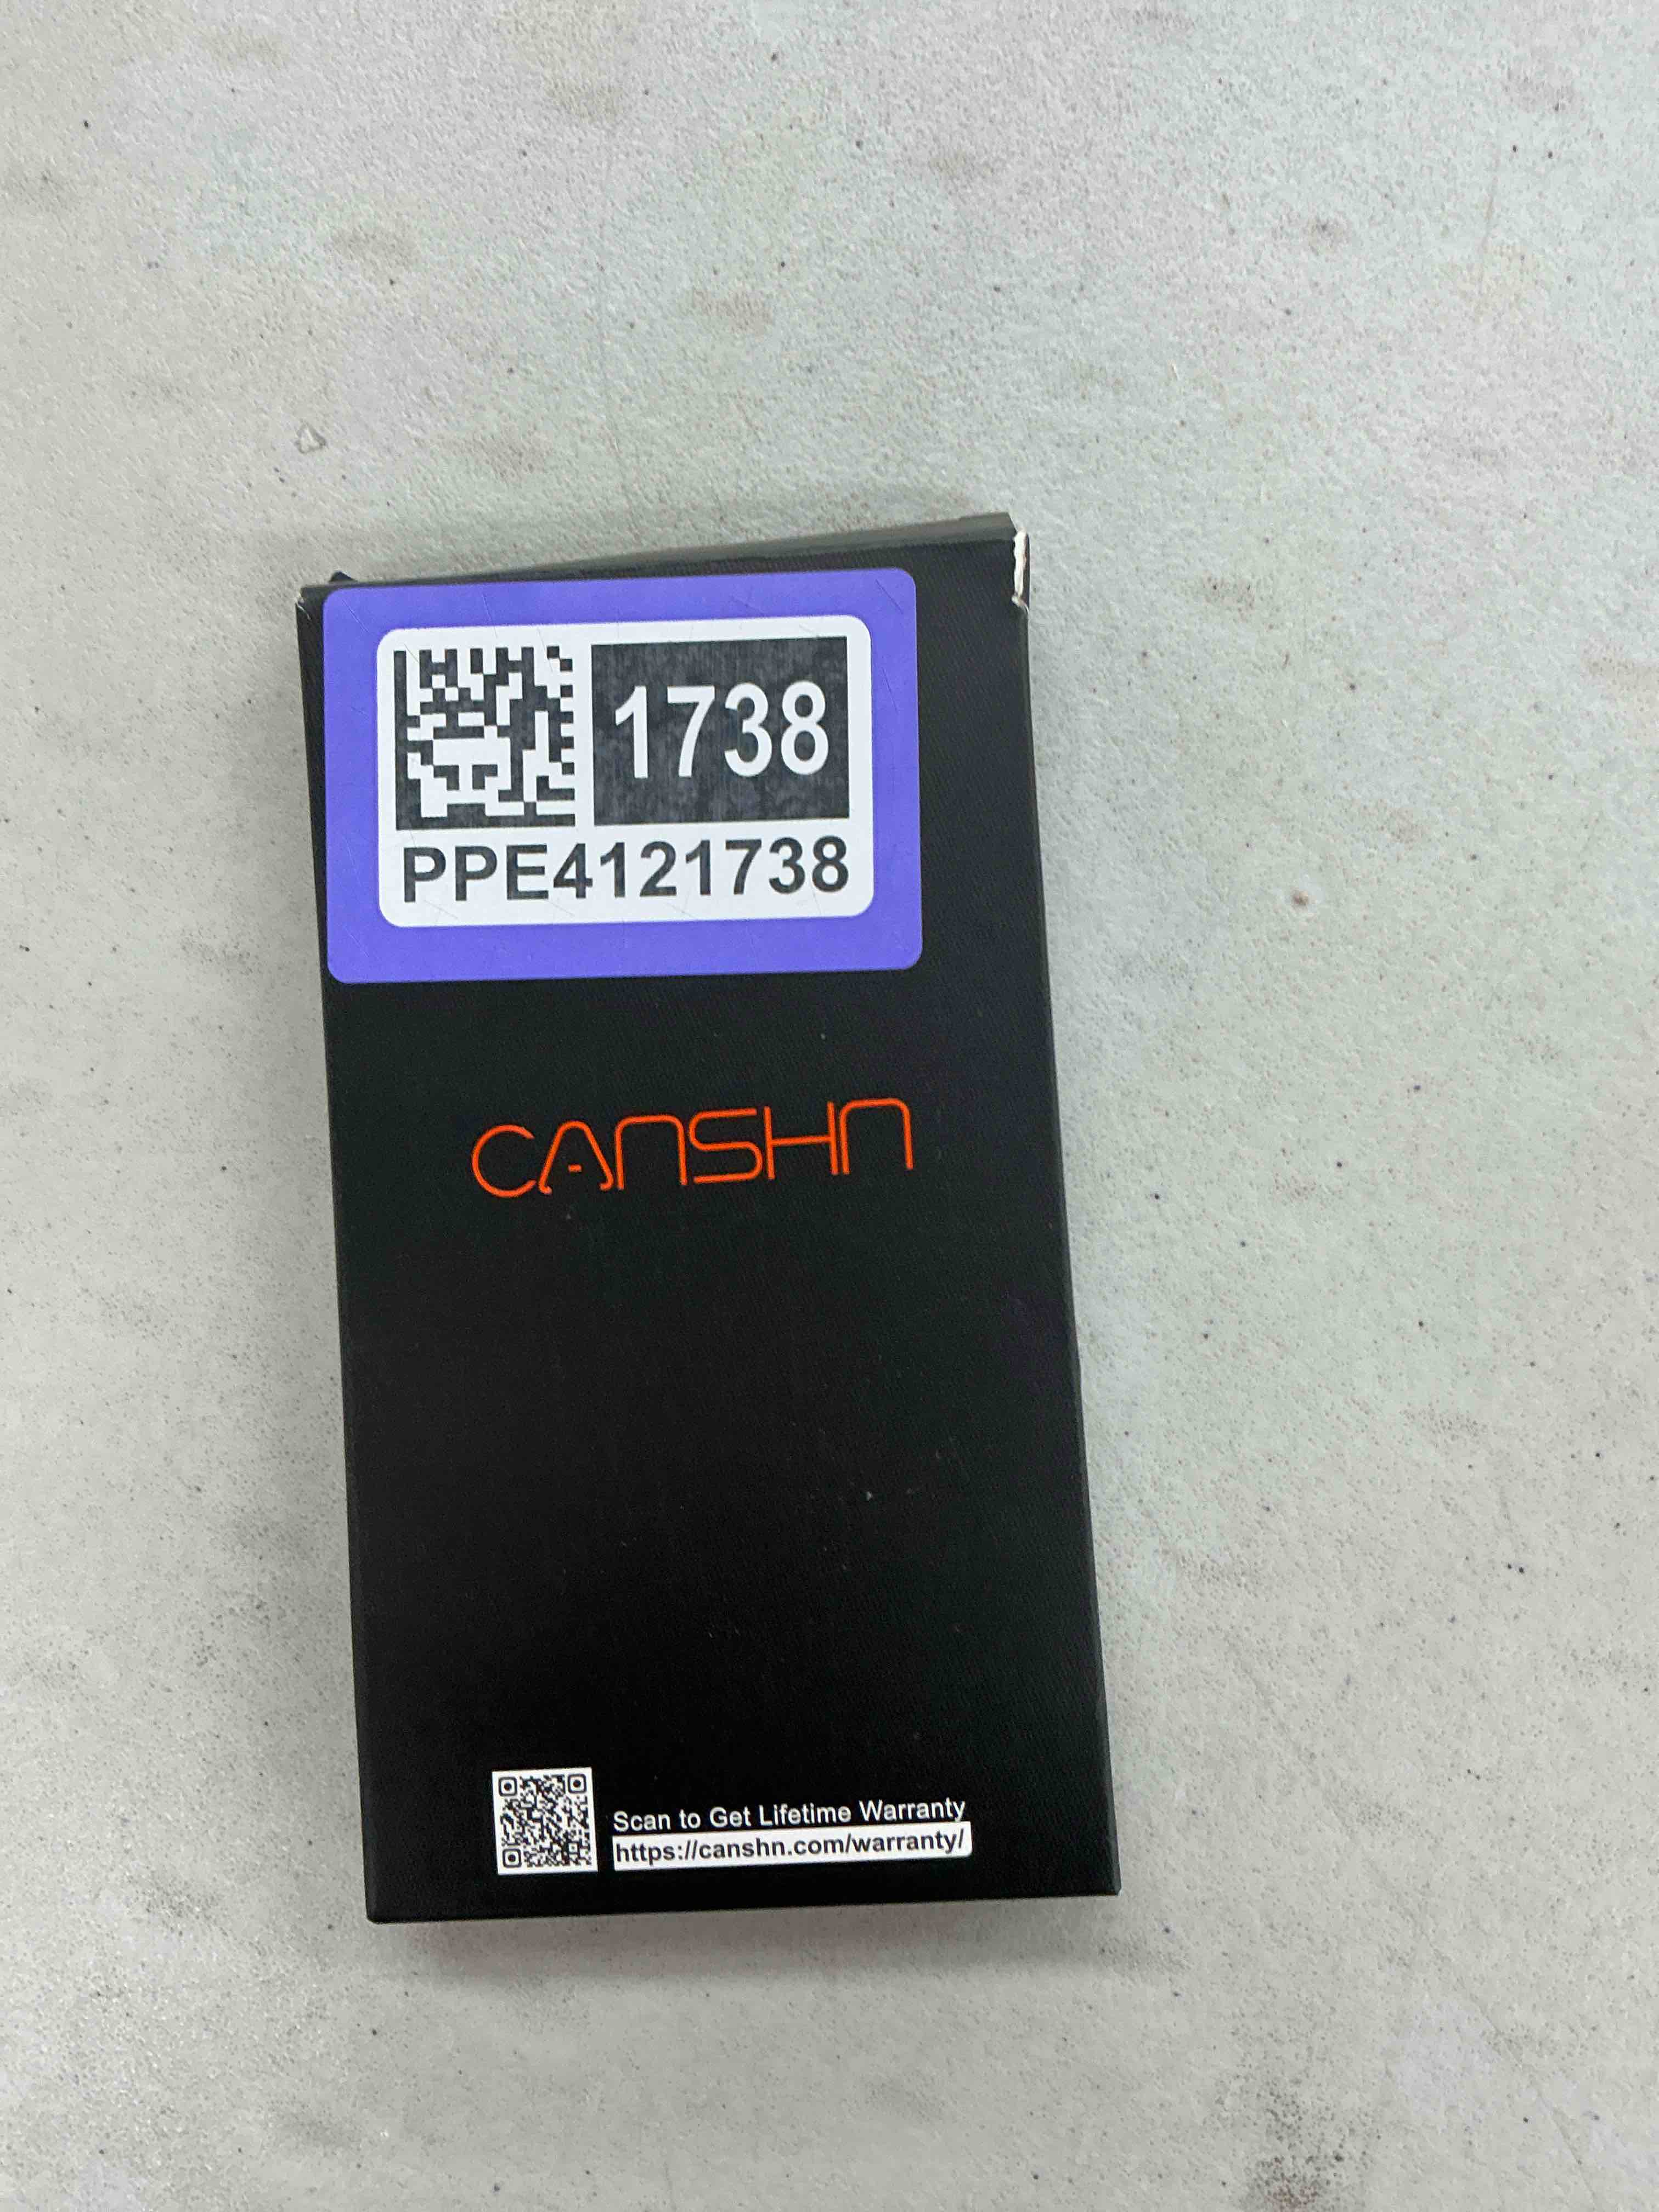 1738
PPE4121738
CANSHN
Scan to Get Lifetime Warranty
https://canshn.com/warranty/